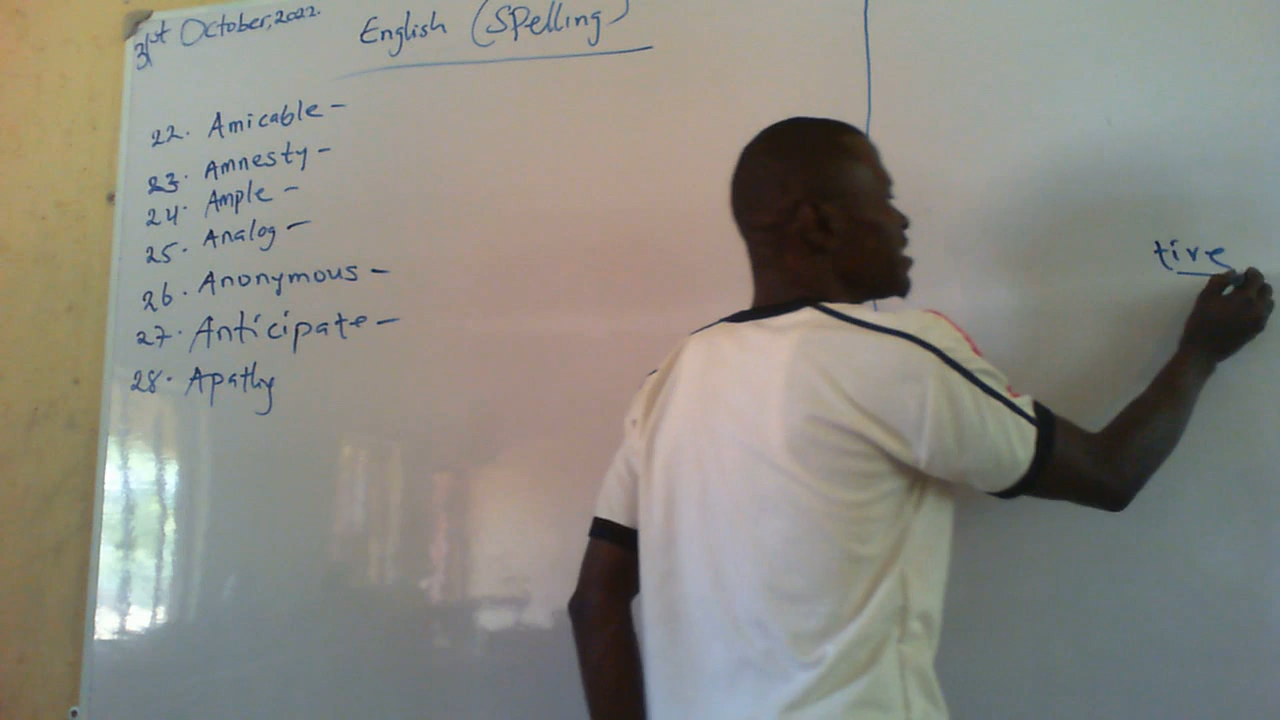 31st October, 2022.
English (Spelling)
22. Amicable -
23. Amnesty -
24. Ample -
25. Analog -
26. Anonymous -
27. Anticipate -
28. Apathy
tive